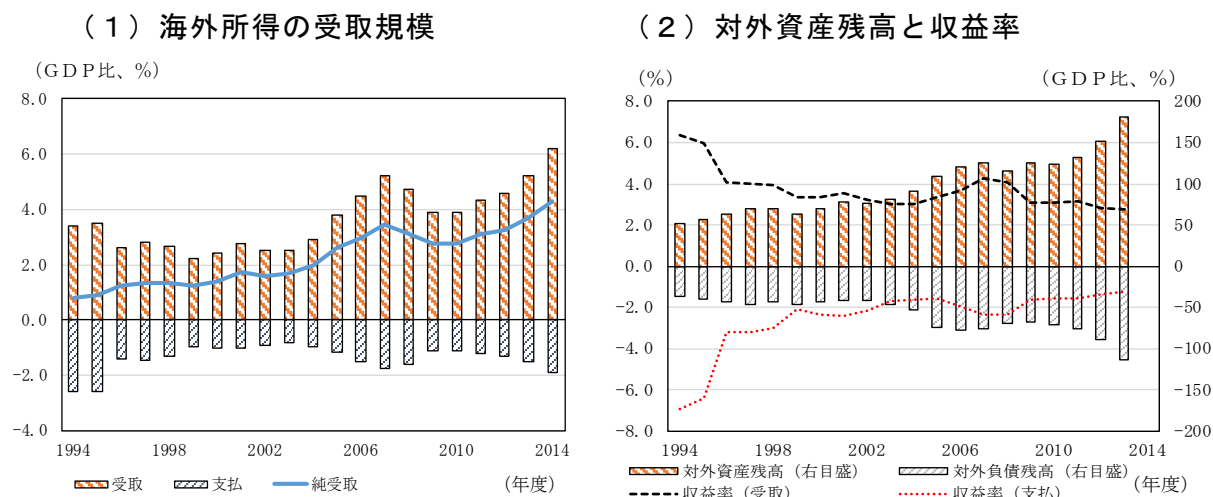 （１）海外所得の受取規模
（GDP比、%）
8.0
6.0
4.0
2.0
0.0
-2.0
-4.0
1994 1998 2002 2006 2010 2014
受取 支払 純受取 （年度）
（２）対外資産残高と収益率
（%） （GDP比、%）
8.0 200
6.0 150
4.0 100
2.0 50
0.0 0
-2.0 -50
-4.0 -100
-6.0 -150
-8.0 -200
1994 1998 2002 2006 2010 2014
対外資産残高（右目盛） 対外負債残高（右目盛）
収益率（受取） 収益率（支払） （年度）